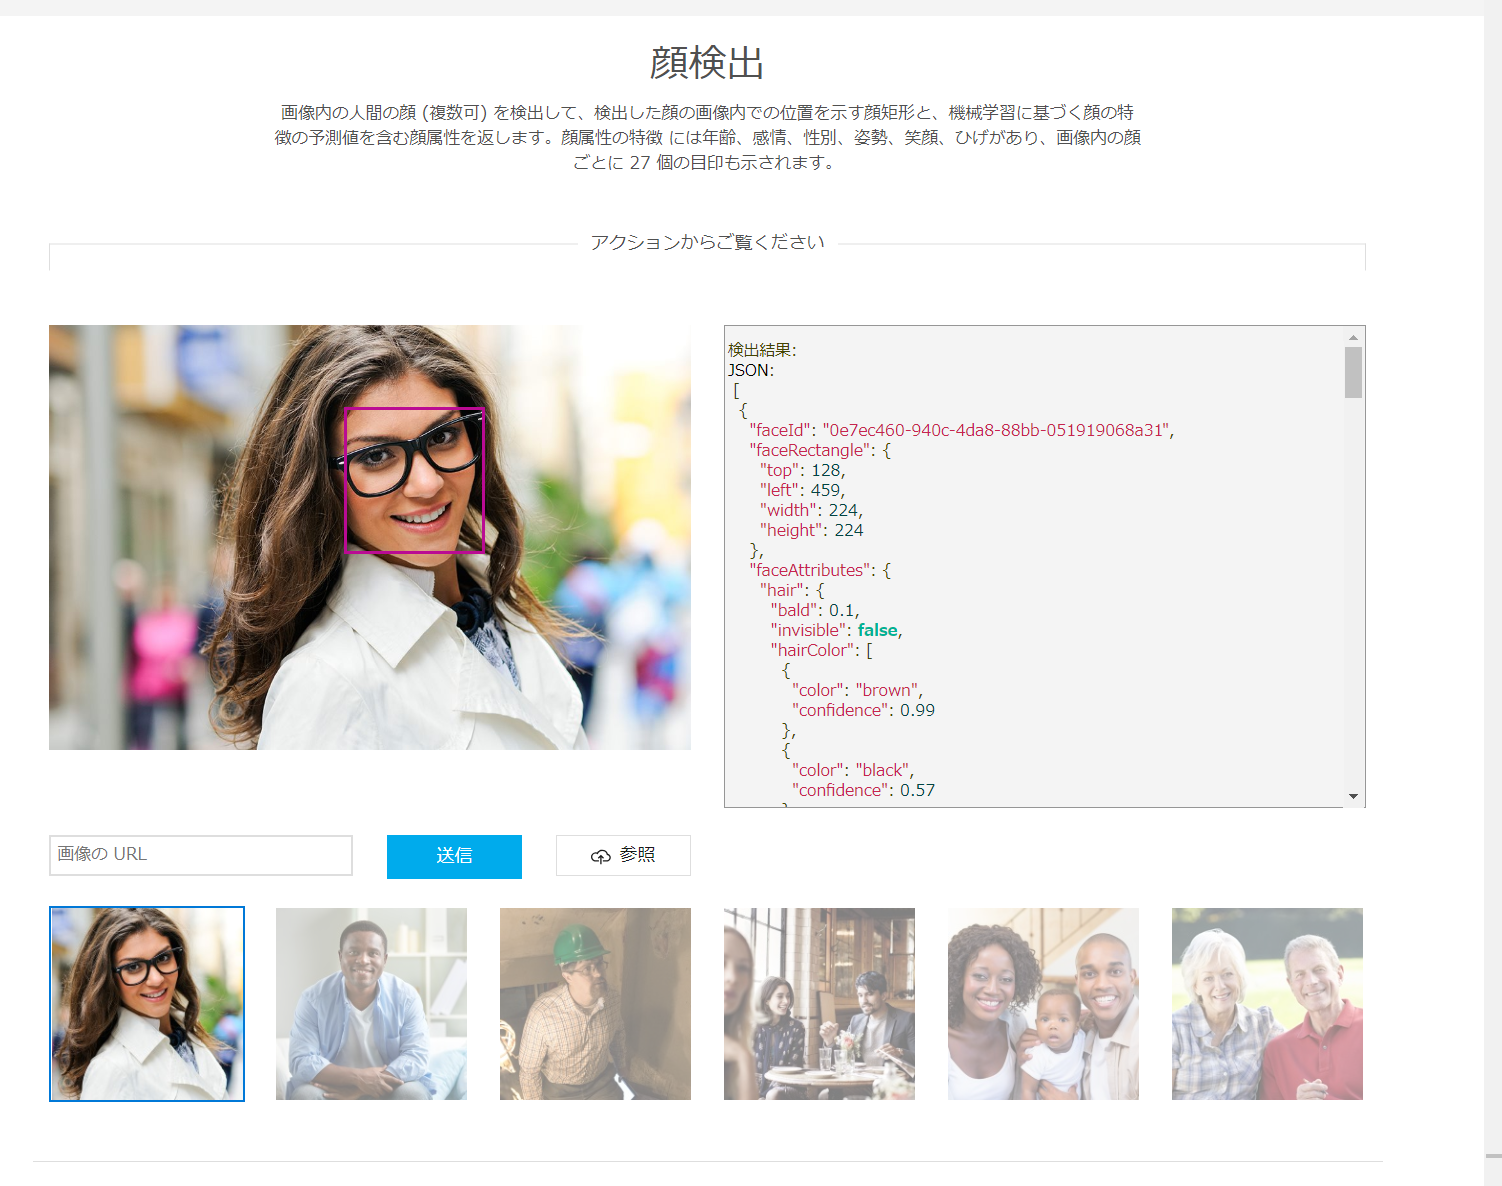 顔検出
画像内の人間の顔 (複数可) を検出して、検出した顔の画像内での位置を示す顔矩形と、機械学習に基づく顔の特
徴の予測値を含む顔属性を返します。顔属性の特徴 には年齢、感情、性別、姿勢、笑顔、ひげがあり、画像内の顔
ごとに 27 個の目印も示されます。
アクションからご覧ください
検出結果:
JSON:
[
{
"faceId": "0e7ec460-940c-4da8-88bb-051919068a31",
"faceRectangle": {
"top": 128,
"left": 459,
"width": 224,
"height": 224
},
"faceAttributes": {
"hair": {
"bald": 0.1,
"invisible": false,
"hairColor": [
{
"color": "brown",
"confidence": 0.99
},
{
"color": "black",
"confidence": 0.57
画像の URL
送信
参照